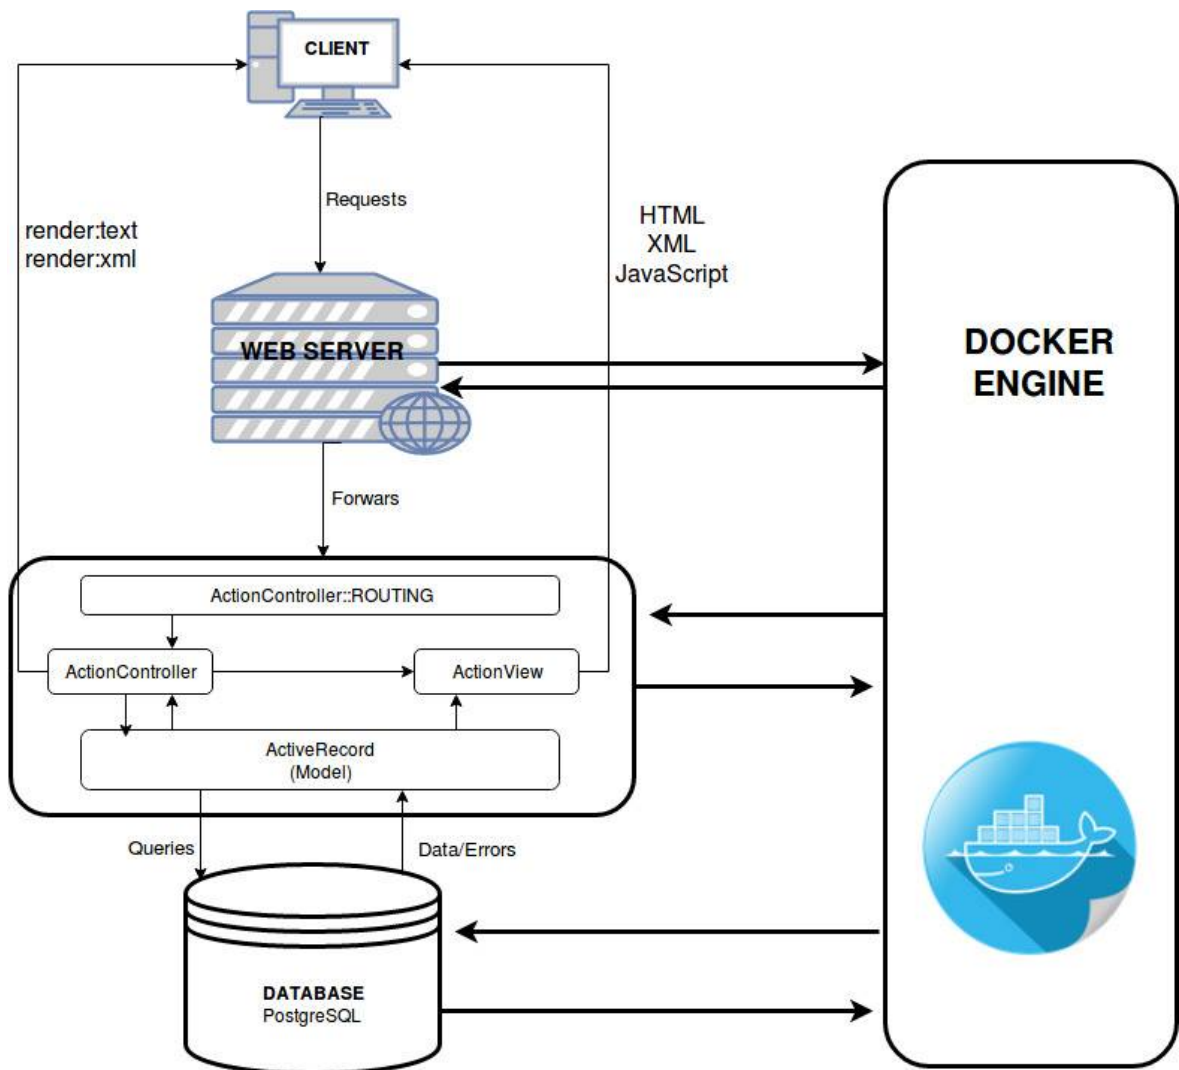 CLIENT
Requests
render:text
render:xml
HTML
XML
JavaScript
WEB SERVER
DOCKER
ENGINE
Forwars
ActionController::ROUTING
ActionController
ActionView
ActiveRecord
(Model)
Queries
Data/Errors
DATABASE
PostgreSQL